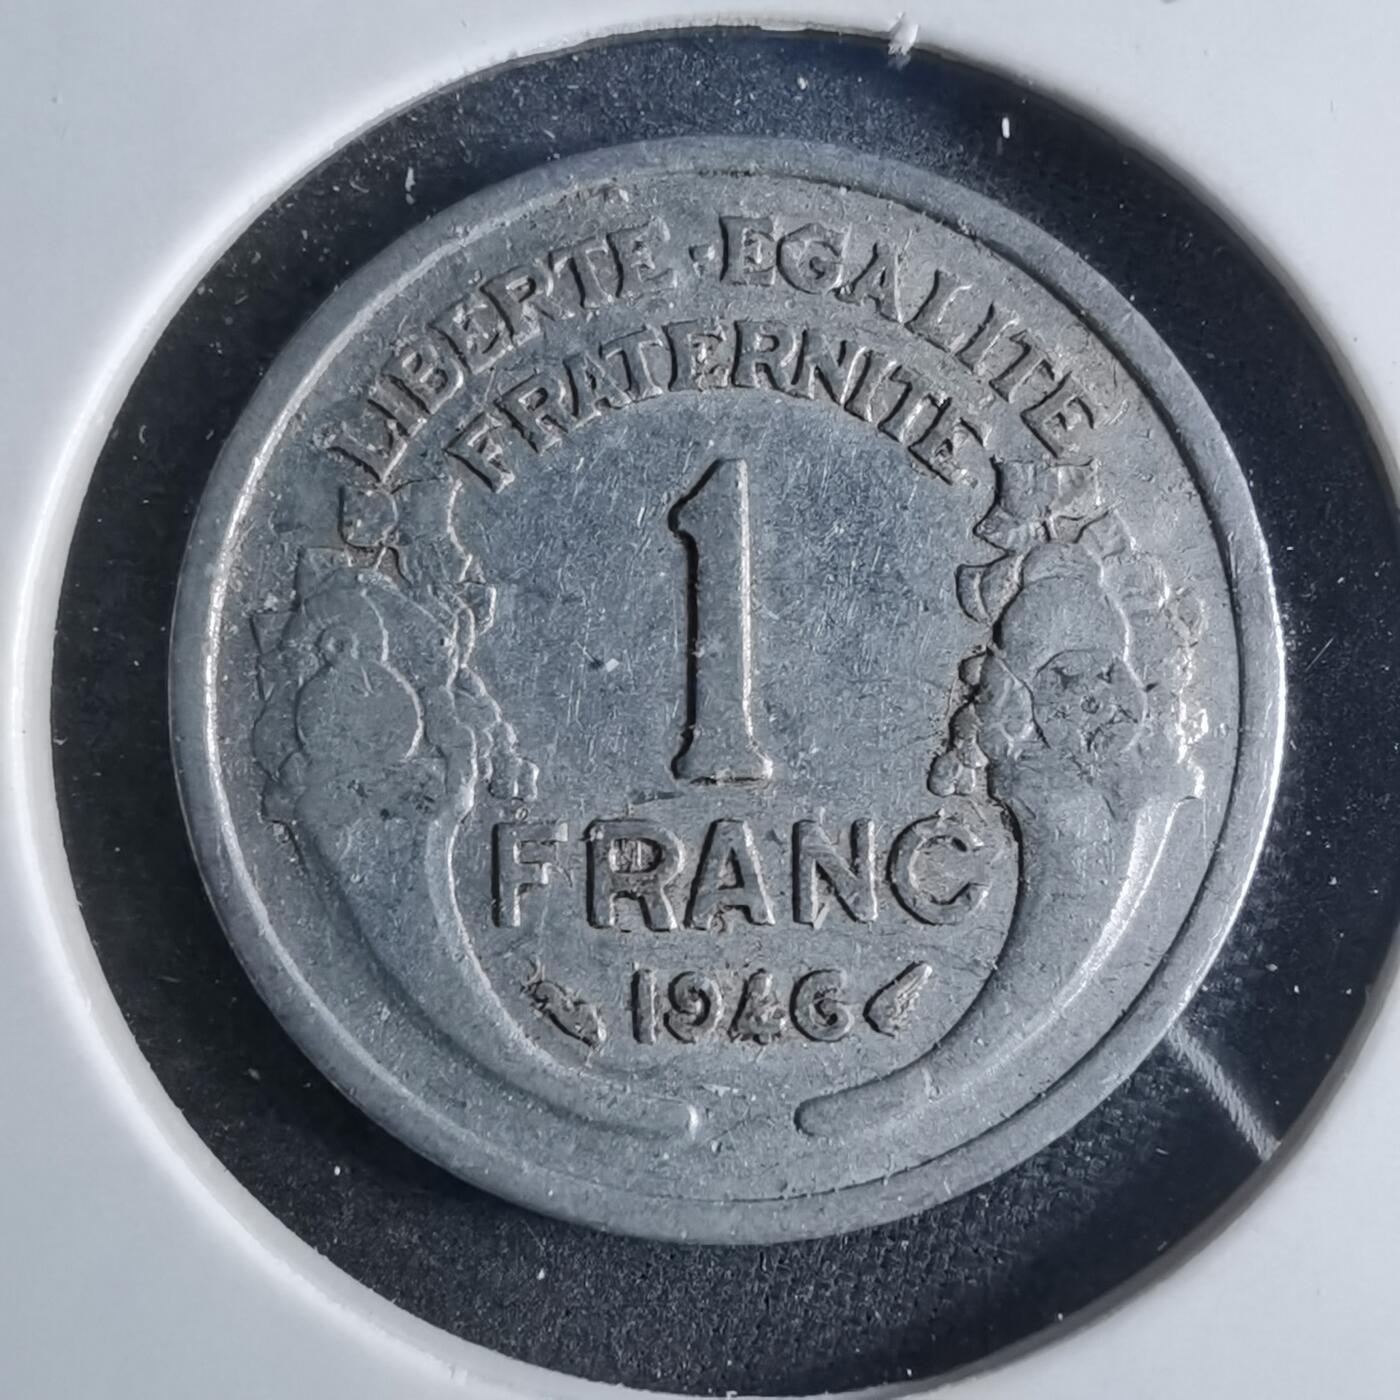 LIBERTE · EGALITE
FRATERNITE
1
FRANC
1946